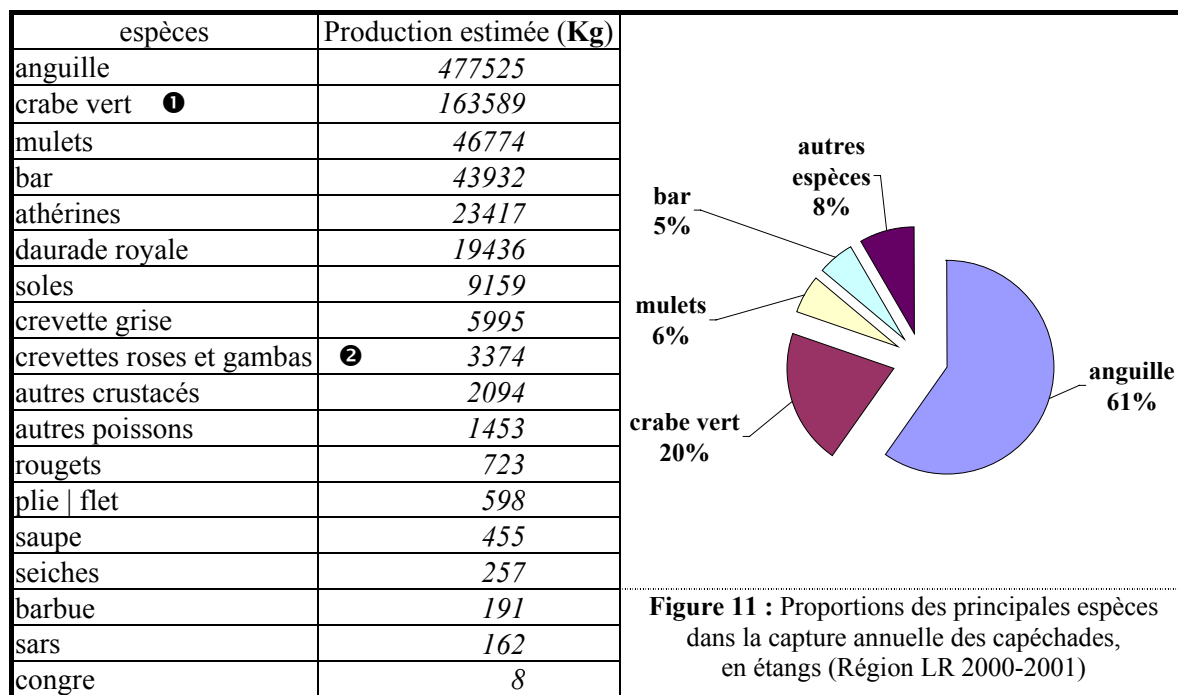 espèces Production estimée (Kg)
anguille 477525
crabe vert ❶ 163589
mulets 46774
bar 43932
athérines 23417
daurade royale 19436
soles 9159
crevette grise 5995
crevettes roses et gambas ❷ 3374
autres crustacés 2094
autres poissons 1453
rougets 723
plie | flet 598
saupe 455
seiches 257
barbue 191
sars 162
congre 8
autres
espèces
8%
bar
5%
mulets
6%
crabe vert
20%
anguille
61%
Figure 11 : Proportions des principales espèces
dans la capture annuelle des capéchades,
en étangs (Région LR 2000-2001)